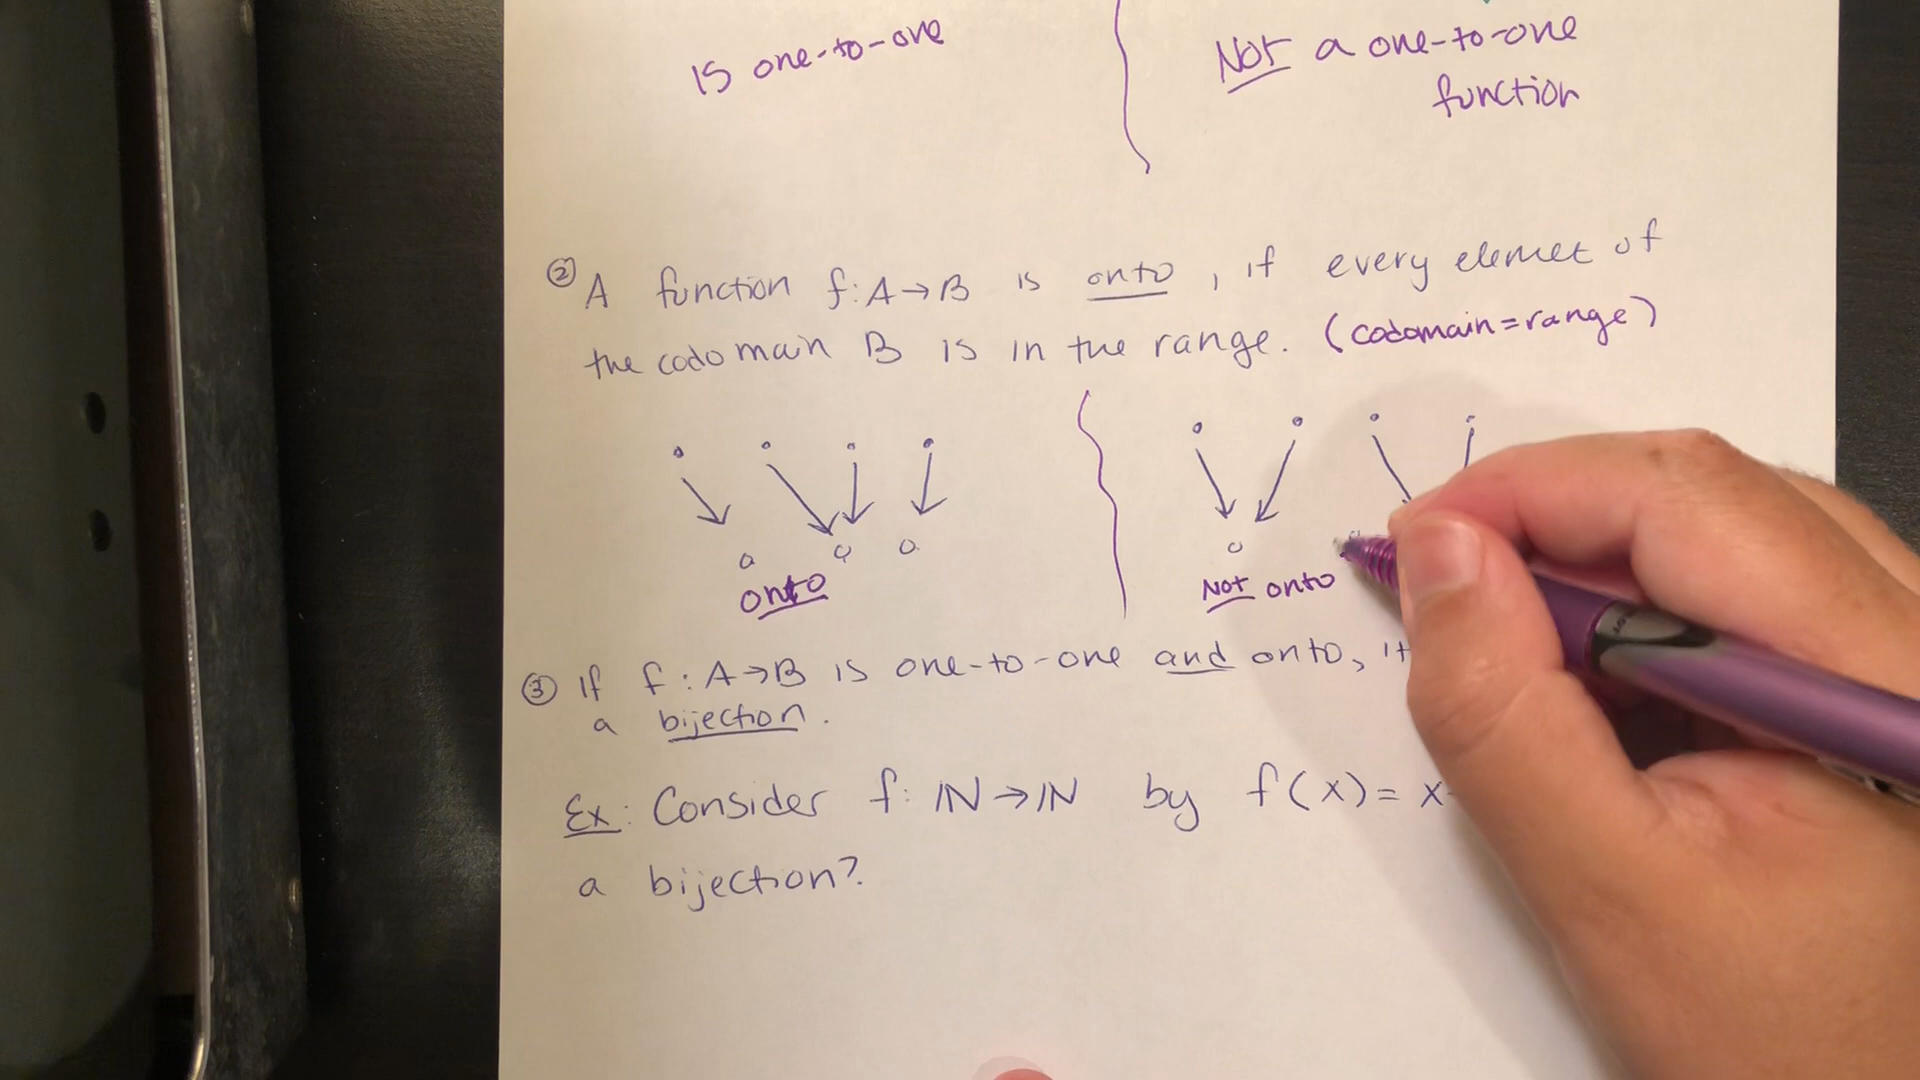 IS one-to-one
NOT a one-to-one
function
② A function f: A→B is onto, if every elemet of
the codomain B is in the range. (codomain=range)
onto
NOT onto
③ If f: A→B is one-to-one and onto, it
a bijection.
Ex: Consider f: ℕ→ℕ by f(x)= x
a bijection?